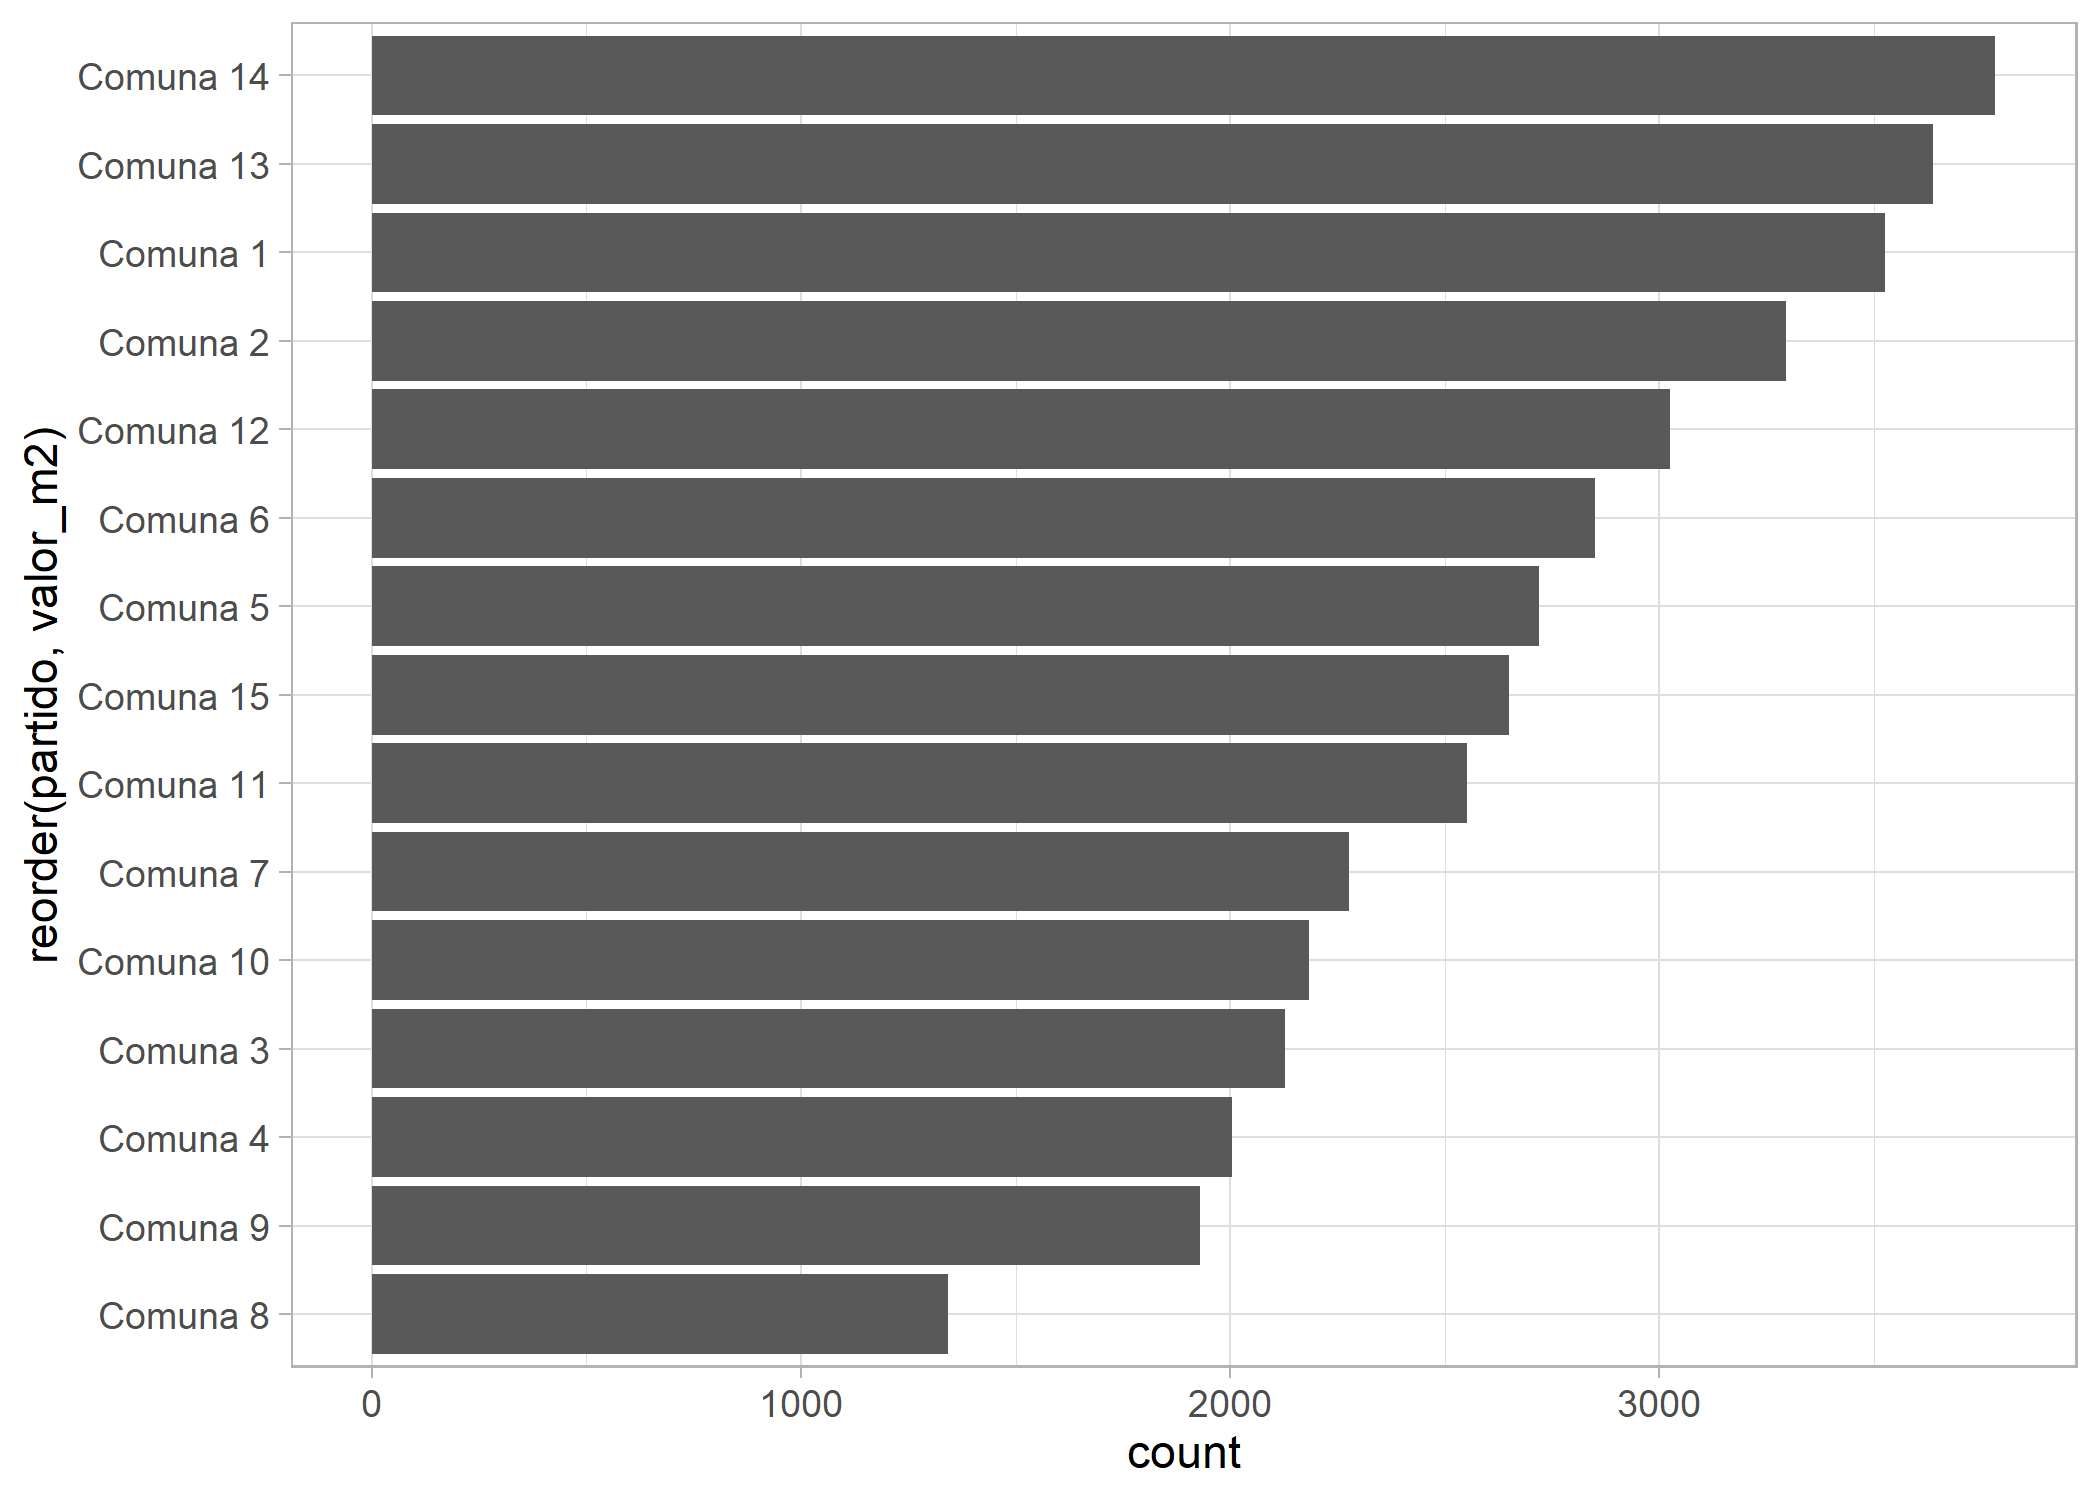 reorder(partido, valor_m2)
Comuna 14
Comuna 13
Comuna 1
Comuna 2
Comuna 12
Comuna 6
Comuna 5
Comuna 15
Comuna 11
Comuna 7
Comuna 10
Comuna 3
Comuna 4
Comuna 9
Comuna 8
0 1000 2000 3000
count